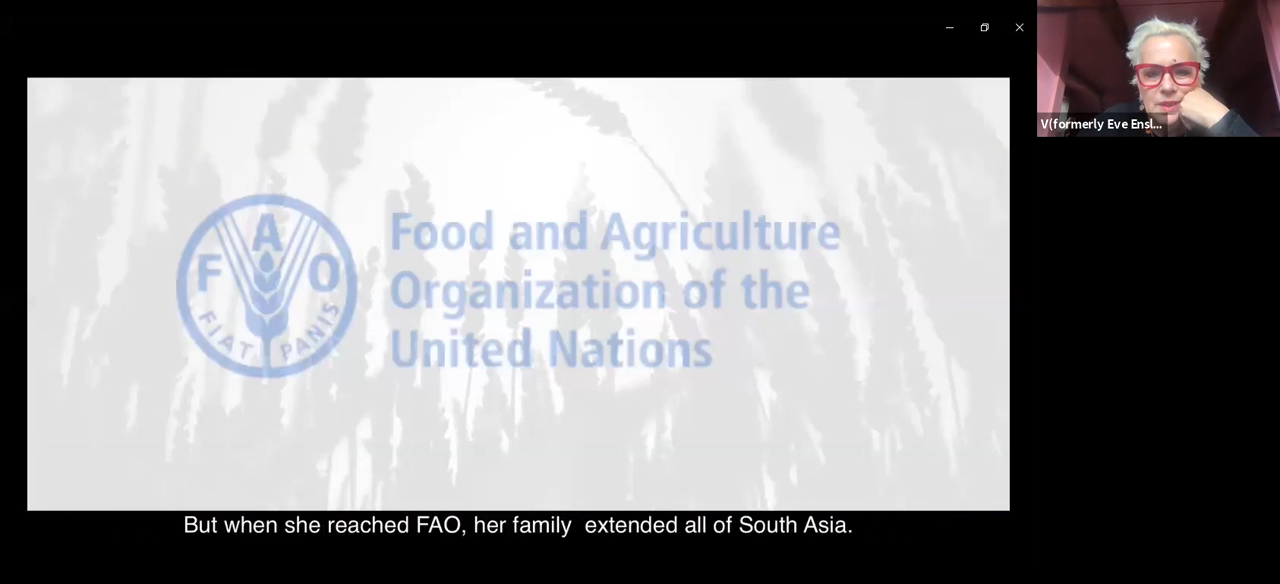 V(formerly Eve Ensl...
F A O
FIAT PANIS
Food and Agriculture
Organization of the
United Nations
But when she reached FAO, her family  extended all of South Asia.